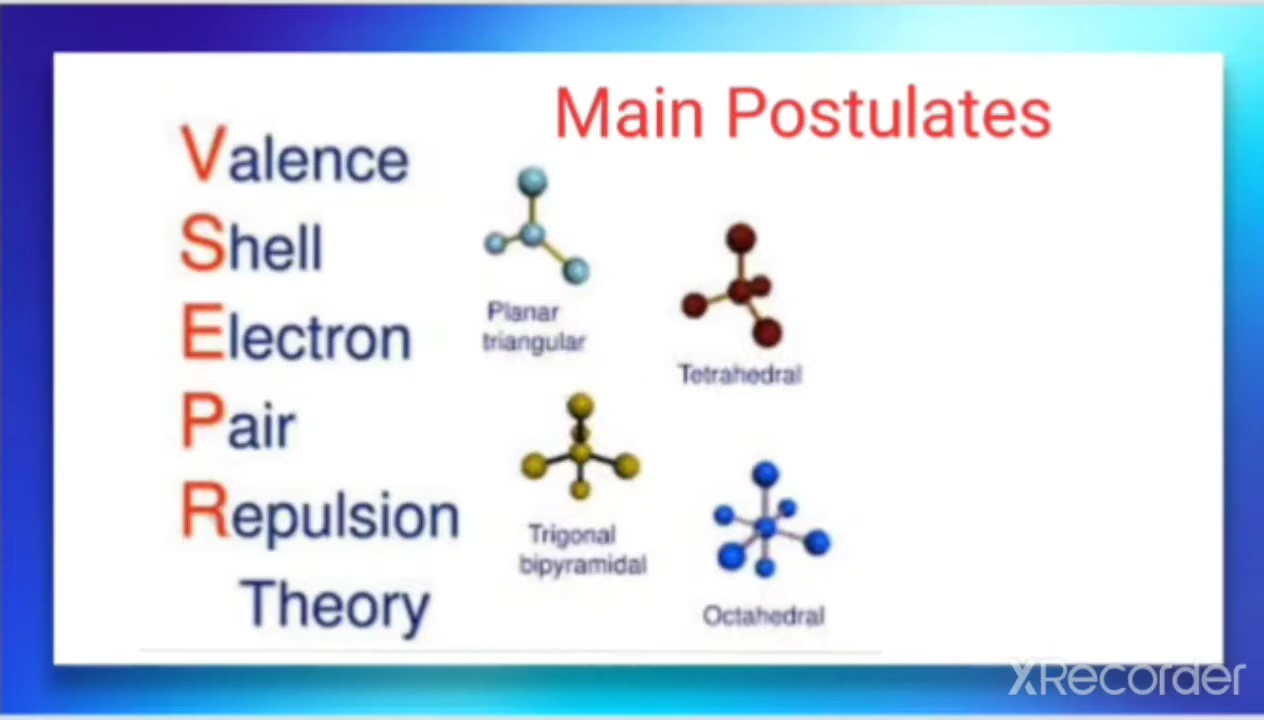 Main Postulates
Valence
Shell
Electron
Pair
Repulsion
Theory
Planar
triangular
Tetrahedral
Trigonal
bipyramidal
Octahedral
XRecorder